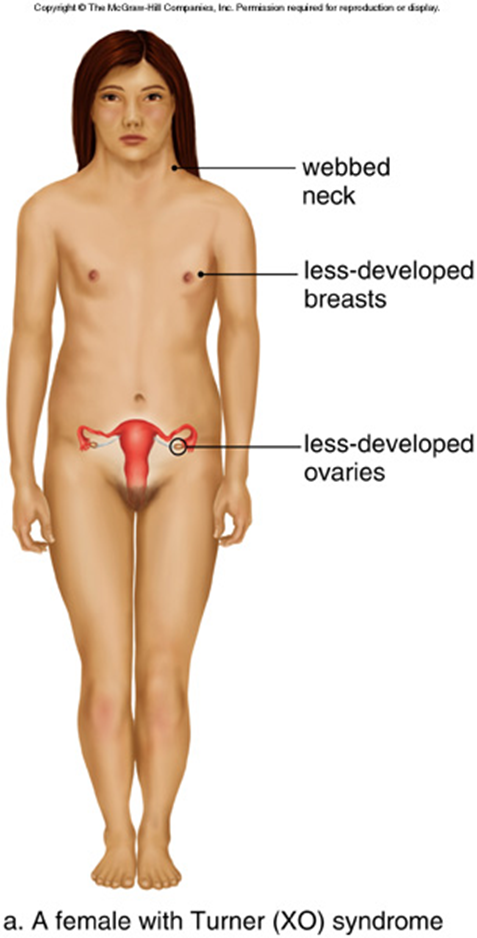 Copyright © The McGraw-Hill Companies, Inc. Permission required for reproduction or display.
webbed
neck
less-developed
breasts
less-developed
ovaries
a. A female with Turner (XO) syndrome